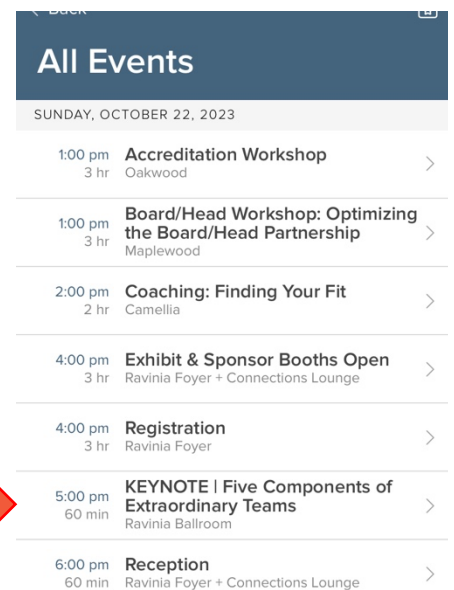 Back
All Events
SUNDAY, OCTOBER 22, 2023
1:00 pm Accreditation Workshop
3 hr Oakwood
1:00 pm Board/Head Workshop: Optimizing
the Board/Head Partnership
3 hr Maplewood
2:00 pm Coaching: Finding Your Fit
2 hr Camellia
4:00 pm Exhibit & Sponsor Booths Open
3 hr Ravinia Foyer + Connections Lounge
4:00 pm Registration
3 hr Ravinia Foyer
5:00 pm KEYNOTE | Five Components of
Extraordinary Teams
60 min Ravinia Ballroom
6:00 pm Reception
60 min Ravinia Foyer + Connections Lounge